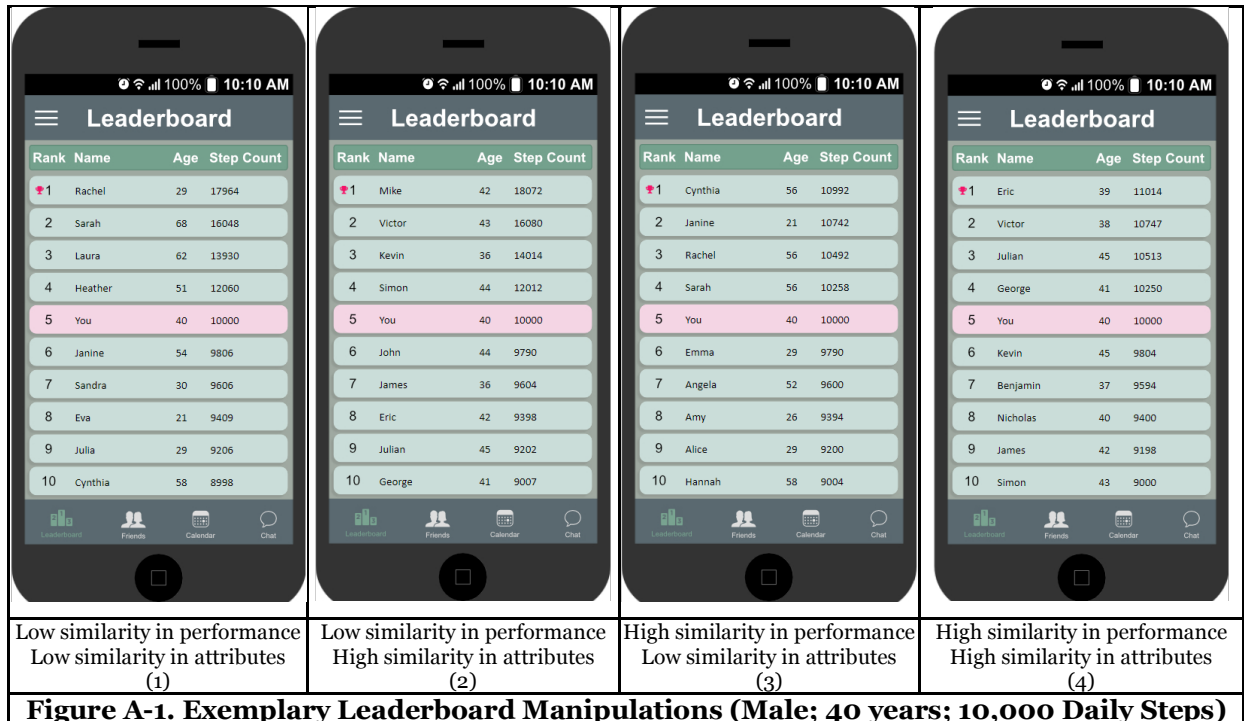 100% 10:10 AM
Leaderboard
Rank Name Age Step Count
1 Rachel 29 17964
2 Sarah 68 16048
3 Laura 62 13930
4 Heather 51 12060
5 You 40 10000
6 Janine 54 9806
7 Sandra 30 9606
8 Eva 21 9409
9 Julia 29 9206
10 Cynthia 58 8998
Leaderboard Friends Calendar Chat
Low similarity in performance
Low similarity in attributes
(1)
100% 10:10 AM
Leaderboard
Rank Name Age Step Count
1 Mike 42 18072
2 Victor 43 16080
3 Kevin 36 14014
4 Simon 44 12012
5 You 40 10000
6 John 44 9790
7 James 36 9604
8 Eric 42 9398
9 Julian 45 9202
10 George 41 9007
Leaderboard Friends Calendar Chat
Low similarity in performance
High similarity in attributes
(2)
100% 10:10 AM
Leaderboard
Rank Name Age Step Count
1 Cynthia 56 10992
2 Janine 21 10742
3 Rachel 56 10492
4 Sarah 56 10258
5 You 40 10000
6 Emma 29 9790
7 Angela 52 9600
8 Amy 26 9394
9 Alice 29 9200
10 Hannah 58 9004
Leaderboard Friends Calendar Chat
High similarity in performance
Low similarity in attributes
(3)
100% 10:10 AM
Leaderboard
Rank Name Age Step Count
1 Eric 39 11014
2 Victor 38 10747
3 Julian 45 10513
4 George 41 10250
5 You 40 10000
6 Kevin 45 9804
7 Benjamin 37 9594
8 Nicholas 40 9400
9 James 42 9198
10 Simon 43 9000
Leaderboard Friends Calendar Chat
High similarity in performance
High similarity in attributes
(4)
Figure A-1. Exemplary Leaderboard Manipulations (Male; 40 years; 10,000 Daily Steps)